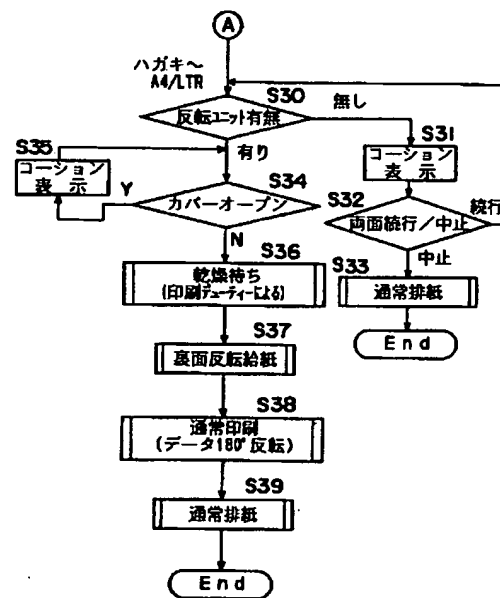 A
ハガキ～
A4/LTR
S30
反転ユニット有無
無し
有り
S31
コーション
表示
S32
両面続行／中止
続行
中止
S33
通常排紙
End
S35
コーション
表示
S34
カバーオープン
Y
N
S36
乾燥待ち
(印刷デューティーによる)
S37
裏面反転給紙
S38
通常印刷
(データ180°反転)
S39
通常排紙
End